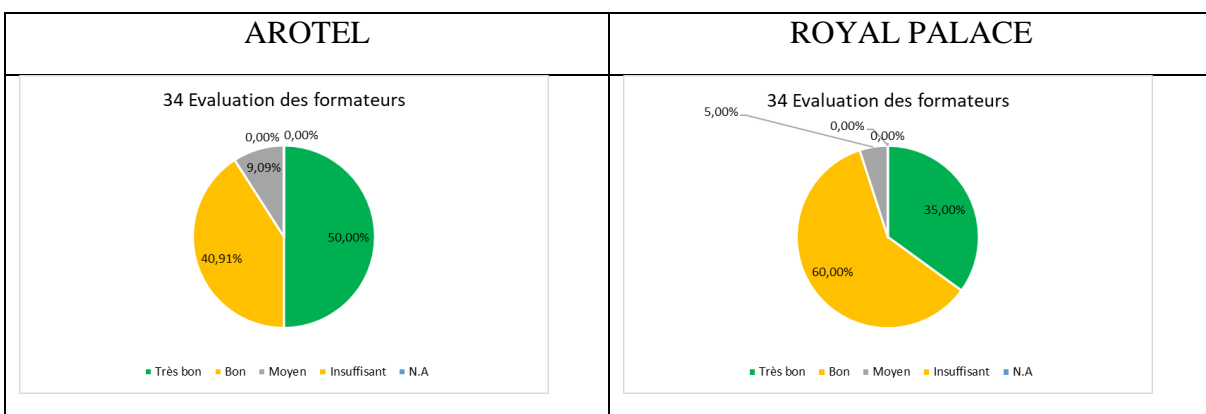 AROTEL
ROYAL PALACE
34 Evaluation des formateurs
0,00% 0,00%
9,09%
50,00%
40,91%
Très bon Bon Moyen Insuffisant N.A
34 Evaluation des formateurs
5,00%
0,00%
0,00%
35,00%
60,00%
Très bon Bon Moyen Insuffisant N.A